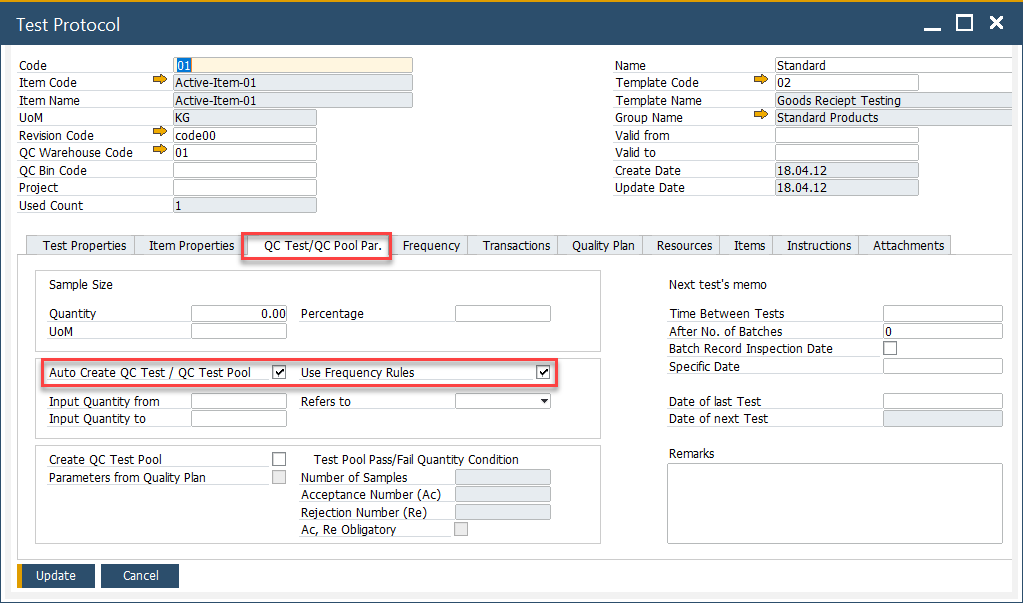 Test Protocol
Code 01
Item Code Active-Item-01
Item Name Active-Item-01
UoM KG
Revision Code code00
QC Warehouse Code 01
QC Bin Code
Project
Used Count 1
Name Standard
Template Code 02
Template Name Goods Reciept Testing
Group Name Standard Products
Valid from
Valid to
Create Date 18.04.12
Update Date 18.04.12
Test Properties Item Properties QC Test/QC Pool Par. Frequency Transactions Quality Plan Resources Items Instructions Attachments
Sample Size
Quantity 0.00 Percentage
UoM
Auto Create QC Test / QC Test Pool Use Frequency Rules
Input Quantity from Refers to
Input Quantity to
Create QC Test Pool Test Pool Pass/Fail Quantity Condition
Parameters from Quality Plan Number of Samples
Acceptance Number (Ac)
Rejection Number (Re)
Ac, Re Obligatory
Next test's memo
Time Between Tests
After No. of Batches 0
Batch Record Inspection Date
Specific Date
Date of last Test
Date of next Test
Remarks
Update Cancel